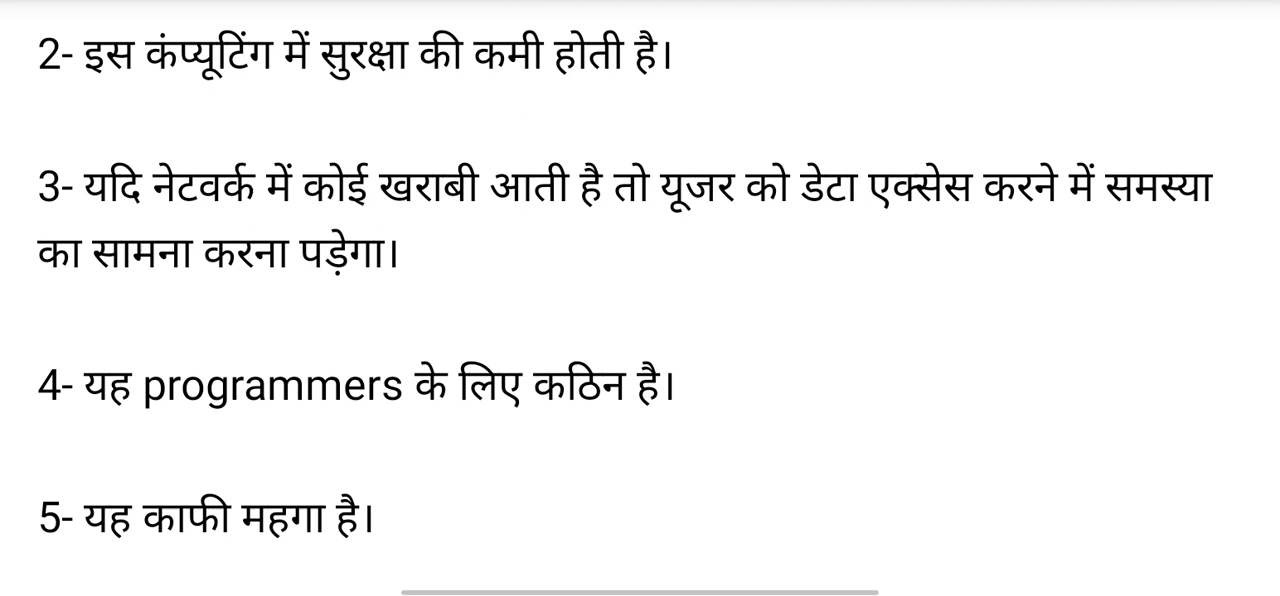 2- इस कंप्यूटिंग में सुरक्षा की कमी होती है।
3- यदि नेटवर्क में कोई खराबी आती है तो यूजर को डेटा एक्सेस करने में समस्या
का सामना करना पड़ेगा।
4- यह programmers के लिए कठिन है।
5- यह काफी महगा है।